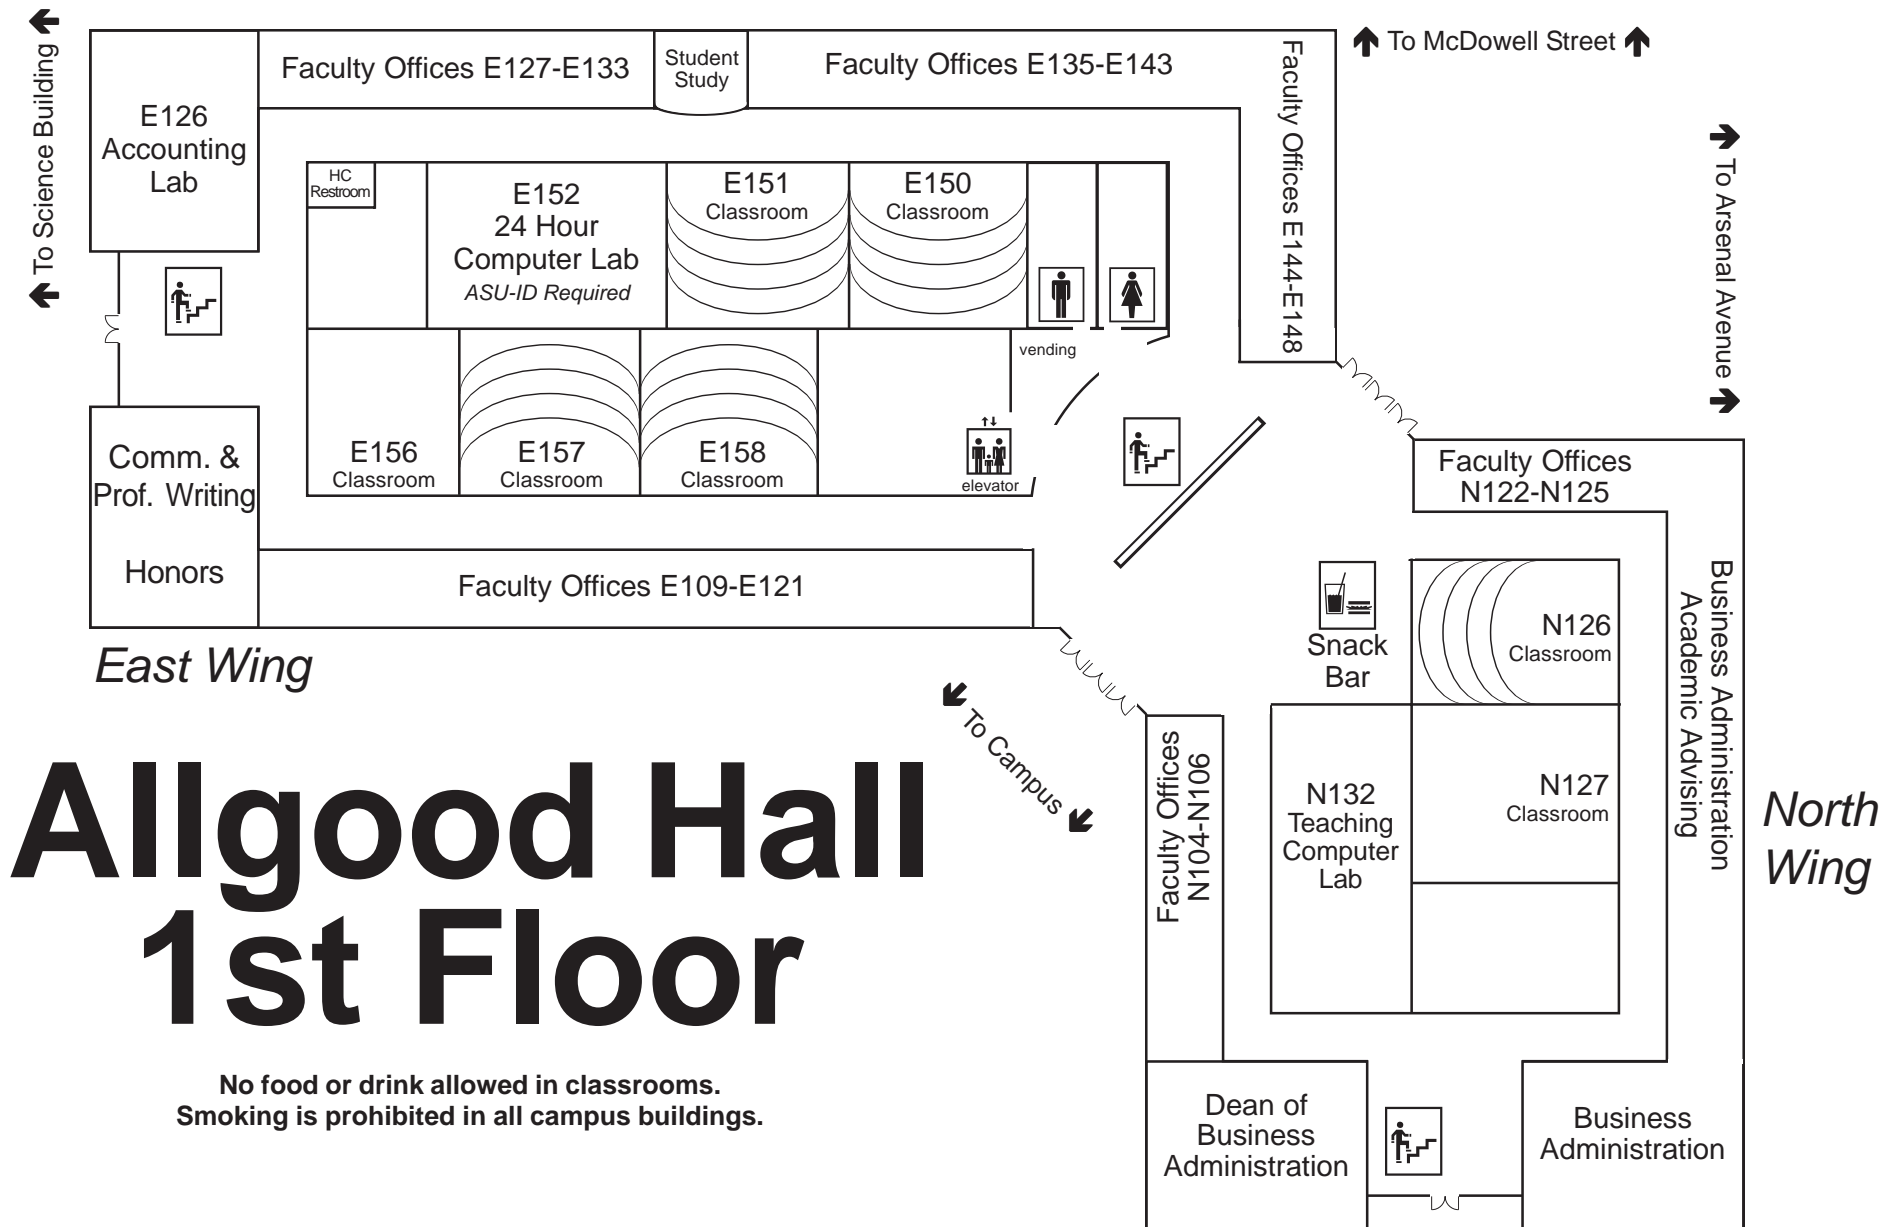 To Science Building
E126
Accounting
Lab
Faculty Offices E127-E133
Student
Study
Faculty Offices E135-E143
Faculty Offices E144-E148
To McDowell Street
To Arsenal Avenue
HC
Restroom
E152
24 Hour
Computer Lab
ASU-ID Required
E151
Classroom
E150
Classroom
vending
E156
Classroom
E157
Classroom
E158
Classroom
elevator
Comm. &
Prof. Writing
Honors
Faculty Offices E109-E121
East Wing
To Campus
Faculty Offices
N122-N125
Snack
Bar
N126
Classroom
Business Administration
Academic Advising
Faculty Offices
N104-N106
N132
Teaching
Computer
Lab
N127
Classroom
North
Wing
Allgood Hall
1st Floor
No food or drink allowed in classrooms.
Smoking is prohibited in all campus buildings.
Dean of
Business
Administration
Business
Administration